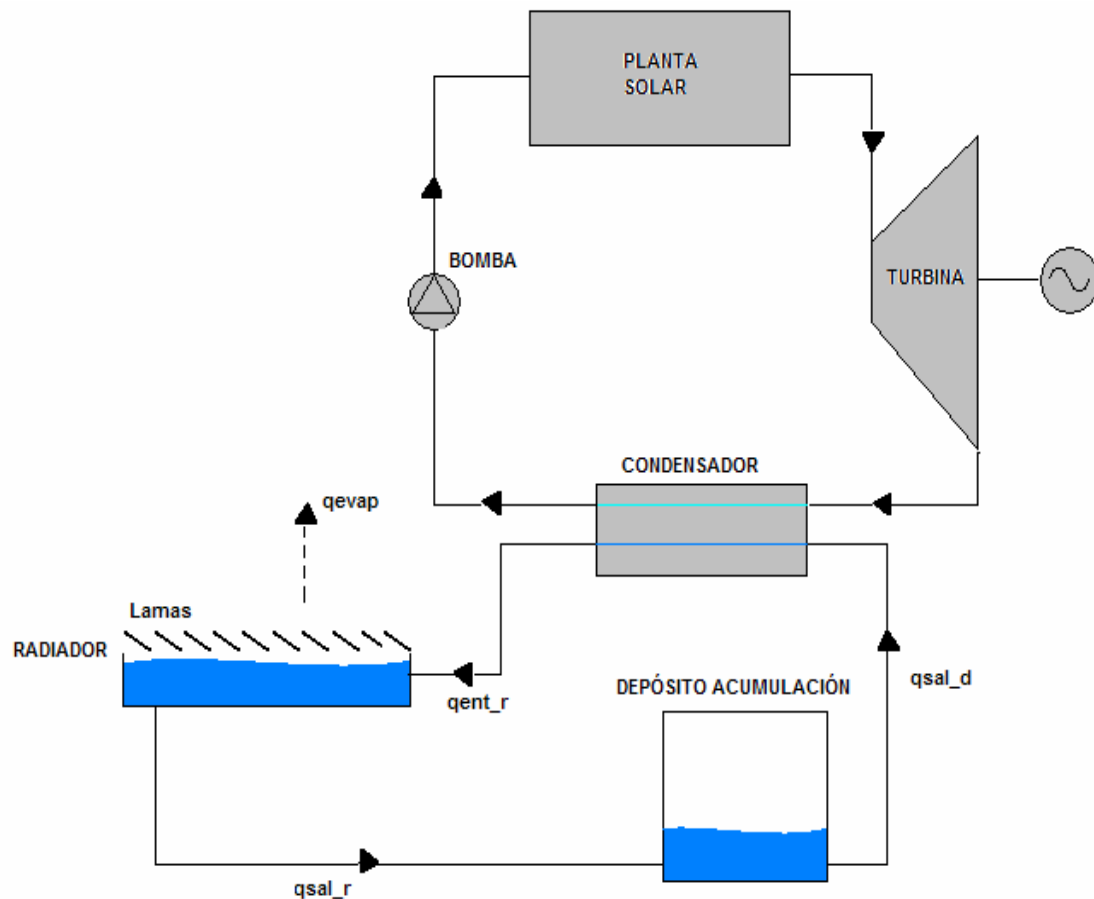 PLANTA
SOLAR
BOMBA
TURBINA
CONDENSADOR
qevap
Lamas
RADIADOR
qent_r
qsal_d
DEPÓSITO ACUMULACIÓN
qsal_r